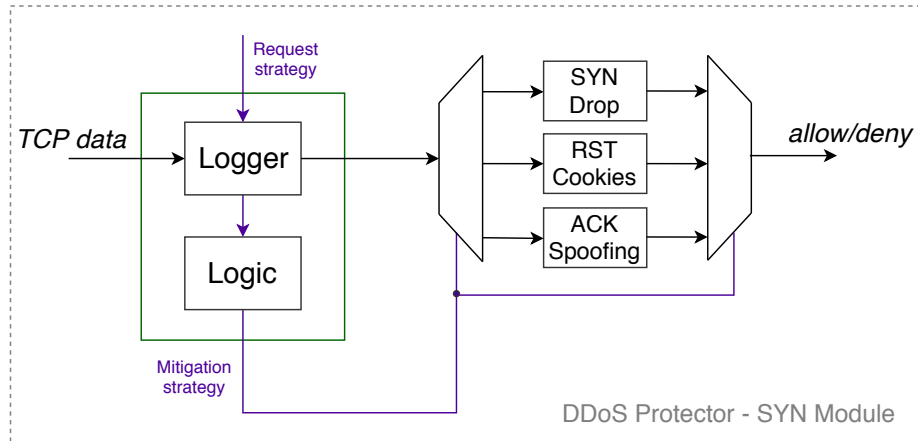 Request
strategy
TCP data
Logger
Logic
Mitigation
strategy
SYN
Drop
RST
Cookies
ACK
Spoofing
allow/deny
DDoS Protector - SYN Module